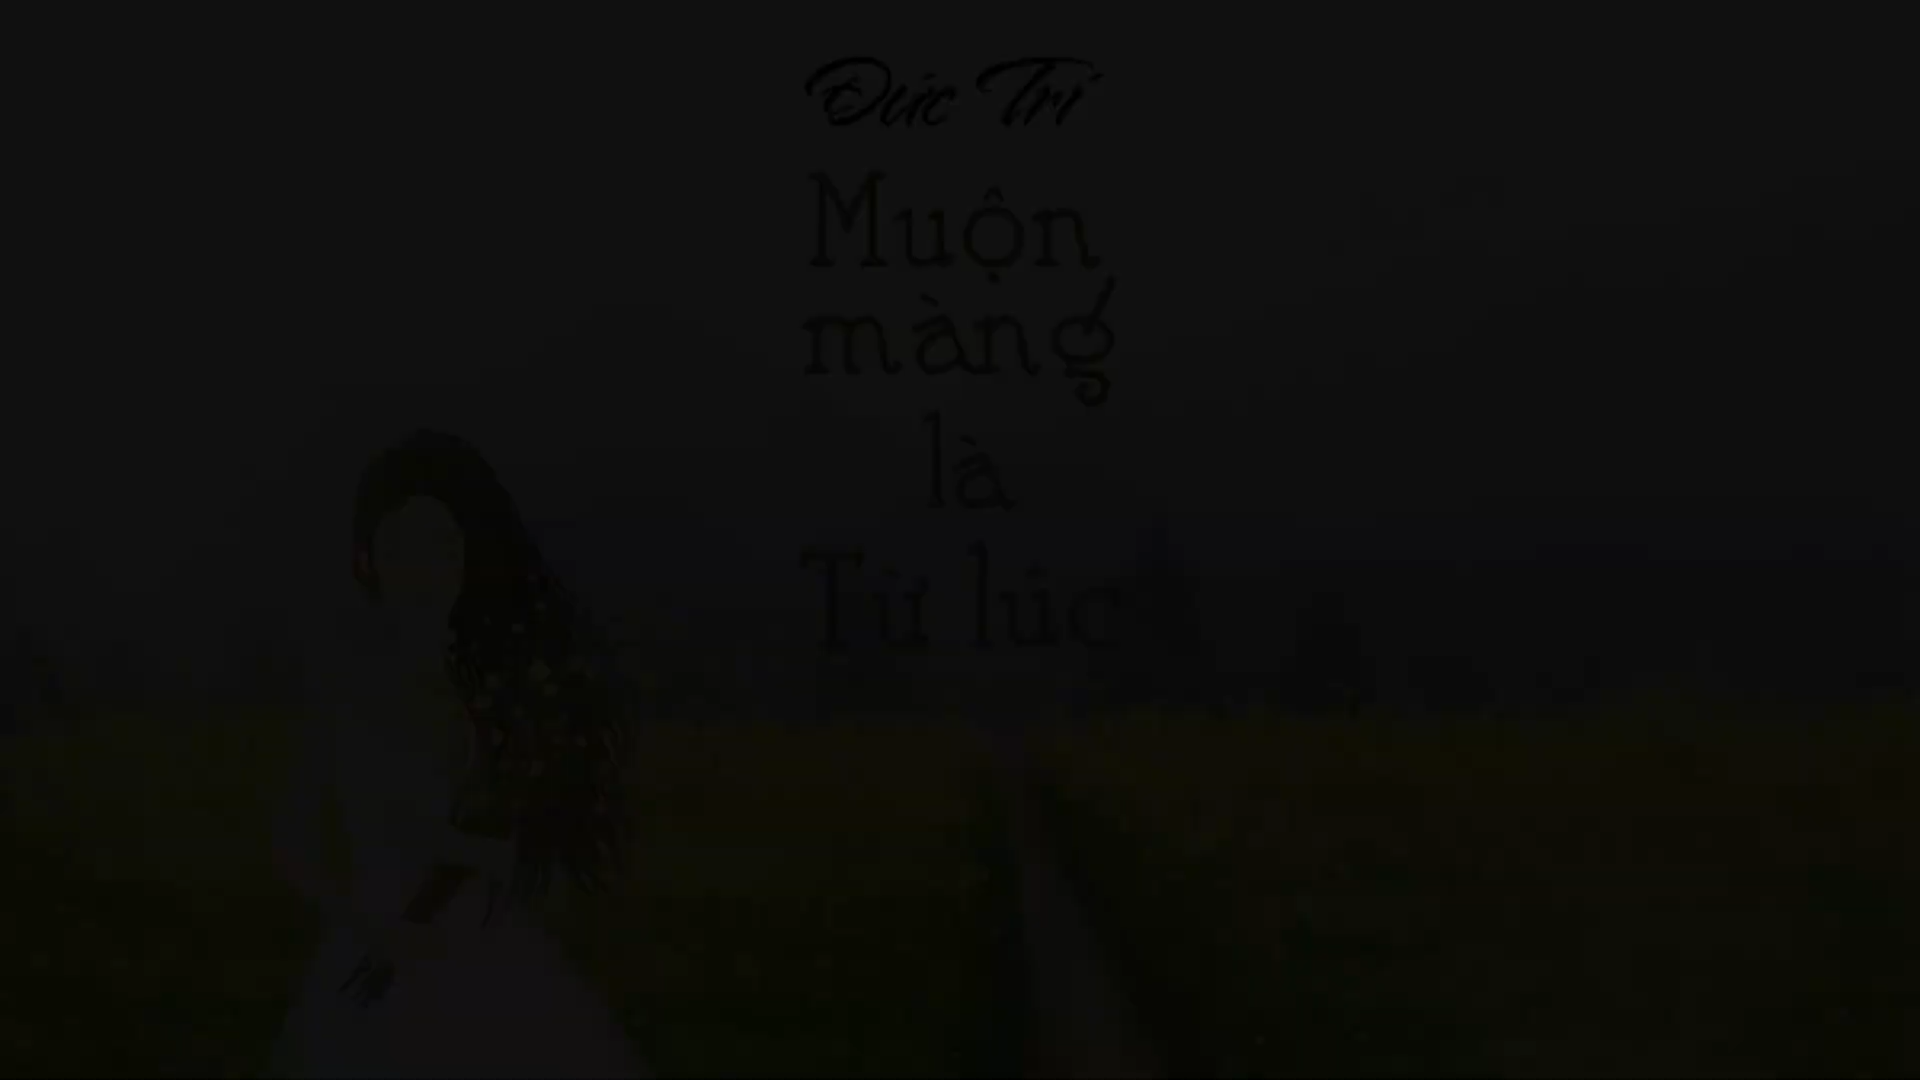 Đức Trí
Muộn
màng
là
Từ lúc